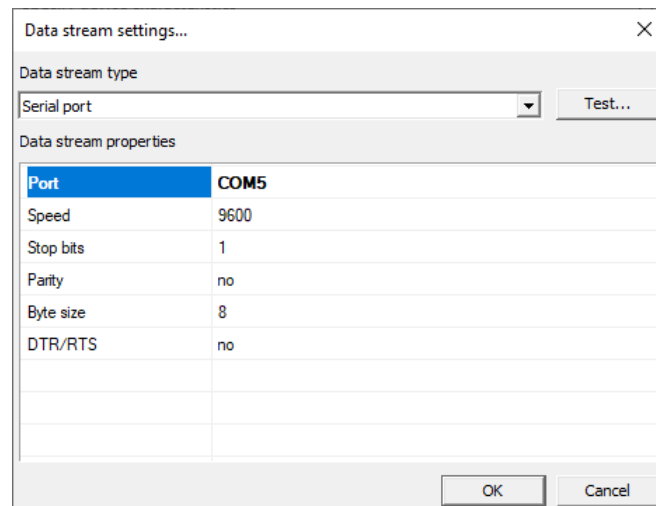 Data stream settings...
Data stream type
Serial port Test...
Data stream properties
Port COM5
Speed 9600
Stop bits 1
Parity no
Byte size 8
DTR/RTS no
OK Cancel